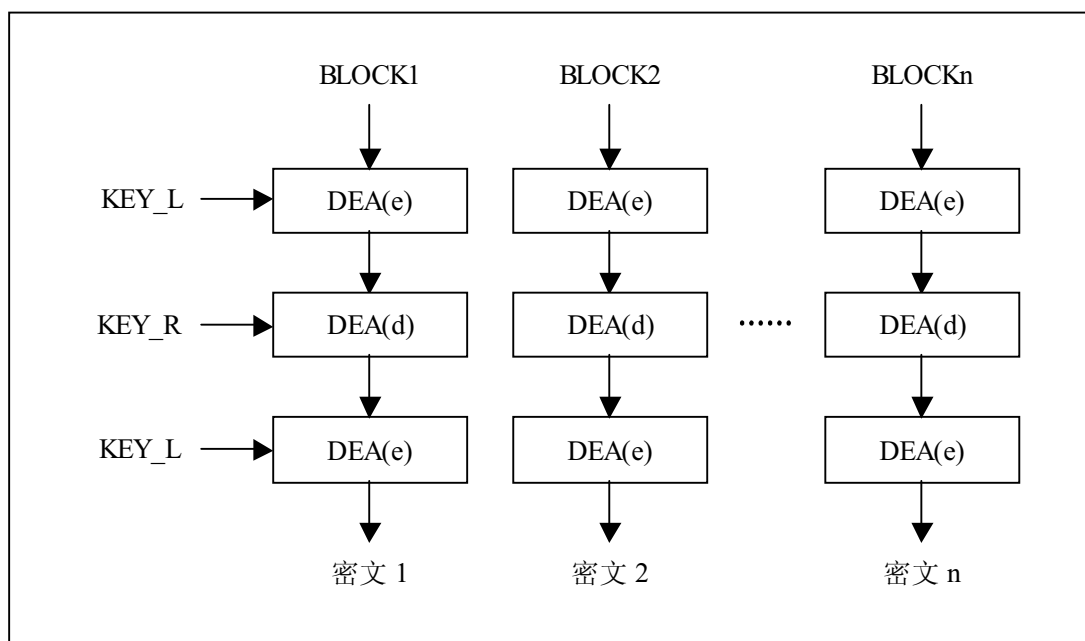 BLOCK1 BLOCK2 BLOCKn
KEY_L DEA(e) DEA(e) DEA(e)
KEY_R DEA(d) DEA(d) ...... DEA(d)
KEY_L DEA(e) DEA(e) DEA(e)
密文 1 密文 2 密文 n